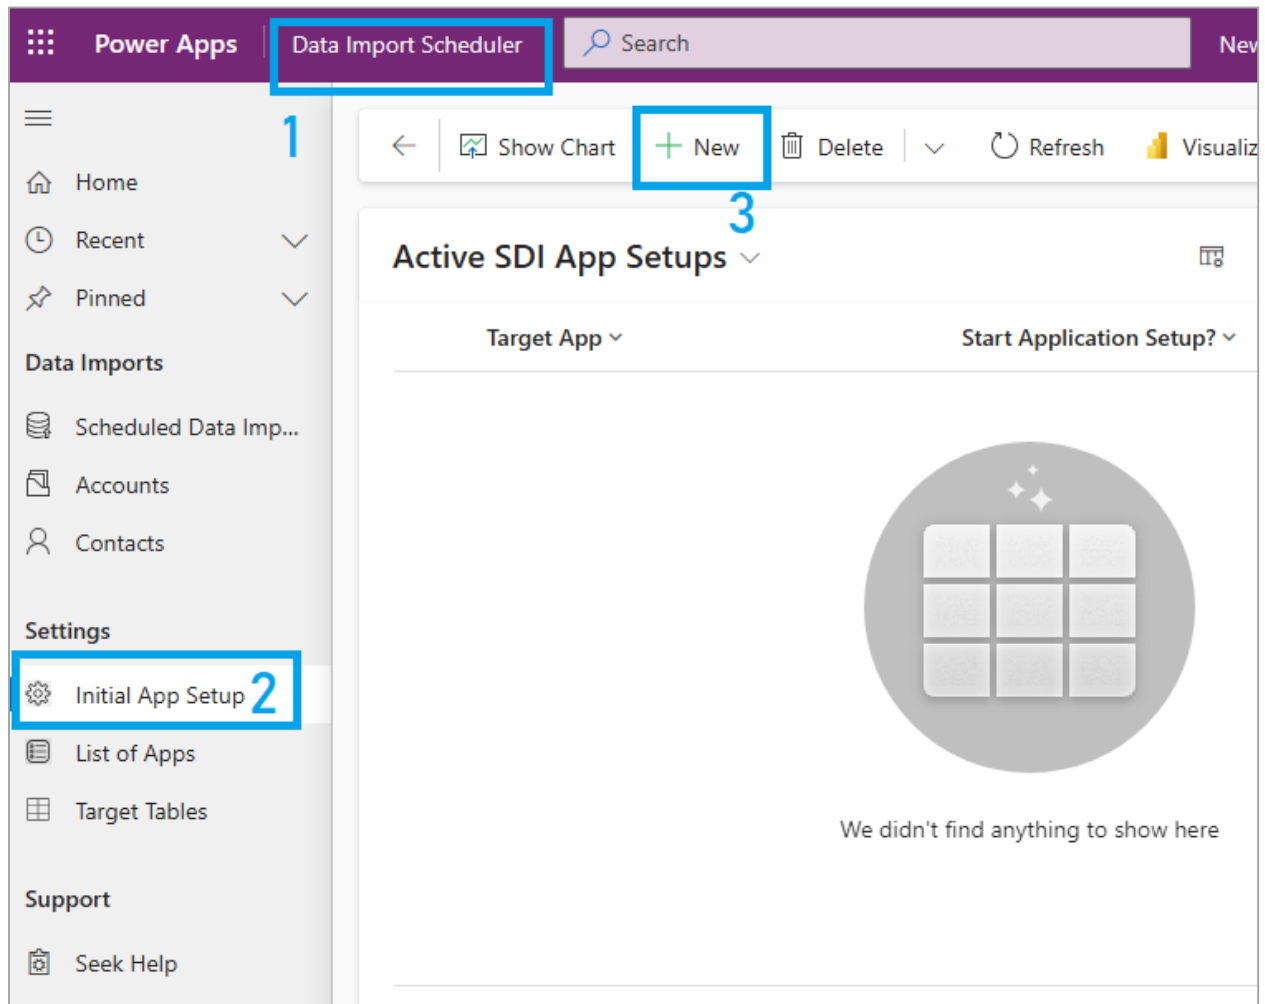 Power Apps
Data Import Scheduler
Search
New
1
Show Chart
New
Delete
Refresh
Visualiz
3
Home
Recent
Pinned
Data Imports
Scheduled Data Imp...
Accounts
Contacts
Settings
Initial App Setup
2
List of Apps
Target Tables
Support
Seek Help
Active SDI App Setups
Target App
Start Application Setup?
We didn't find anything to show here